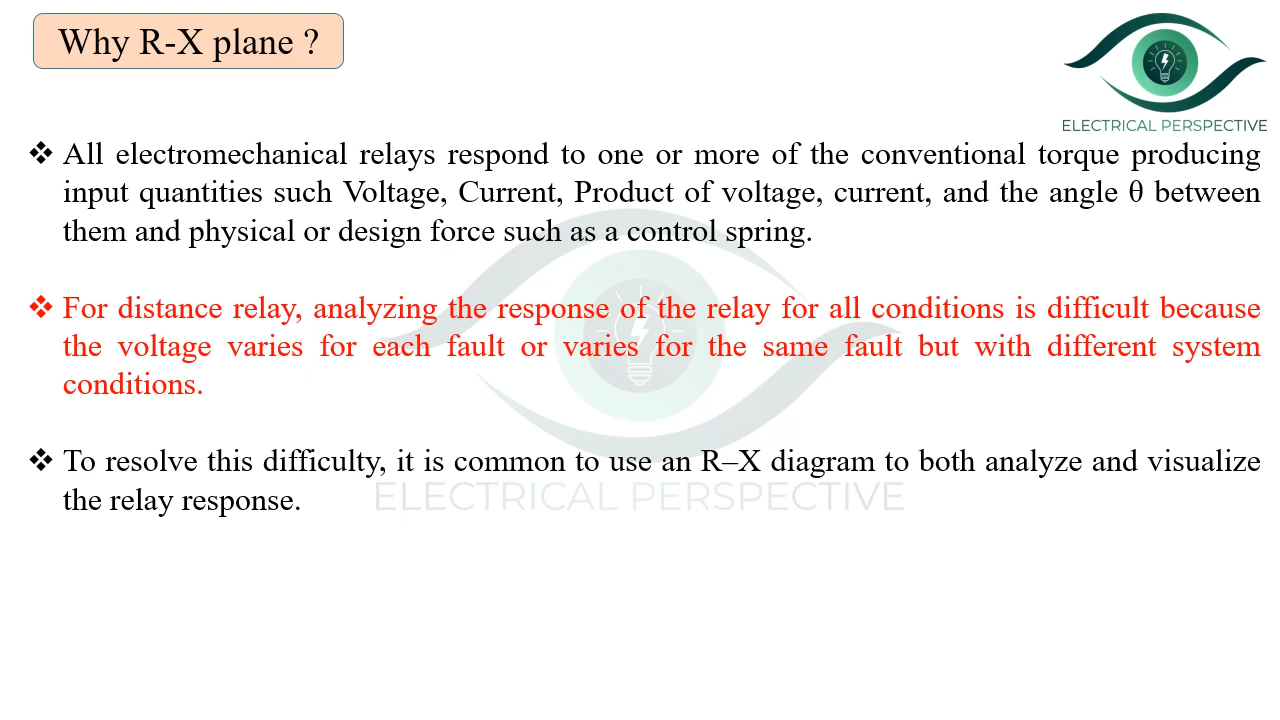 Why R-X plane ?
ELECTRICAL PERSPECTIVE
❖ All electromechanical relays respond to one or more of the conventional torque producing
input quantities such Voltage, Current, Product of voltage, current, and the angle θ between
them and physical or design force such as a control spring.
❖ For distance relay, analyzing the response of the relay for all conditions is difficult because
the voltage varies for each fault or varies for the same fault but with different system
conditions.
❖ To resolve this difficulty, it is common to use an R–X diagram to both analyze and visualize
the relay response.
ELECTRICAL PERSPECTIVE